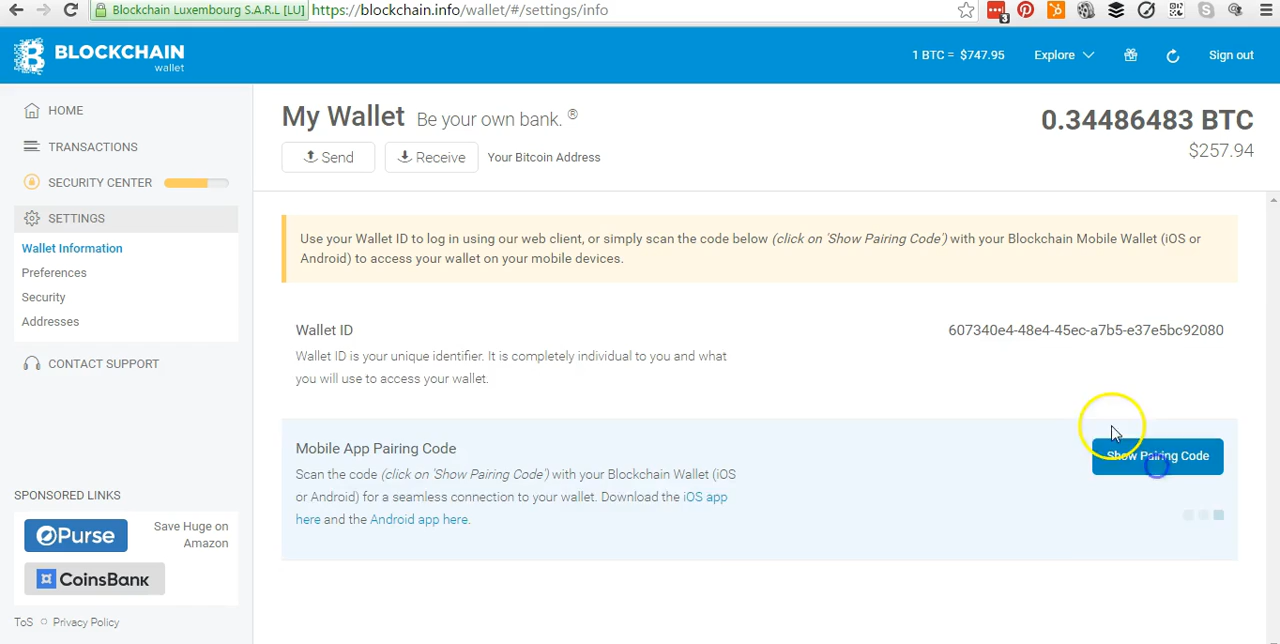 Blockchain Luxembourg S.A.R.L [LU] https://blockchain.info/wallet/#/settings/info
3
BLOCKCHAIN
wallet
1 BTC = $747.95 Explore Sign out
HOME
TRANSACTIONS
SECURITY CENTER
SETTINGS
Wallet Information
Preferences
Security
Addresses
CONTACT SUPPORT
SPONSORED LINKS
Purse
Save Huge on
Amazon
CoinsBank
ToS Privacy Policy
My Wallet Be your own bank. ®
0.34486483 BTC
$257.94
Send Receive Your Bitcoin Address
Use your Wallet ID to log in using our web client, or simply scan the code below (click on 'Show Pairing Code') with your Blockchain Mobile Wallet (iOS or
Android) to access your wallet on your mobile devices.
Wallet ID
607340e4-48e4-45ec-a7b5-e37e5bc92080
Wallet ID is your unique identifier. It is completely individual to you and what
you will use to access your wallet.
Mobile App Pairing Code
Show Pairing Code
Scan the code (click on 'Show Pairing Code') with your Blockchain Wallet (iOS
or Android) for a seamless connection to your wallet. Download the iOS app
here and the Android app here.